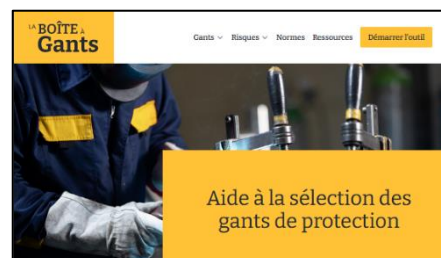 LA BOÎTE À
Gants
Gants Risques Normes Ressources Démarrer l'outil
Aide à la sélection des
gants de protection